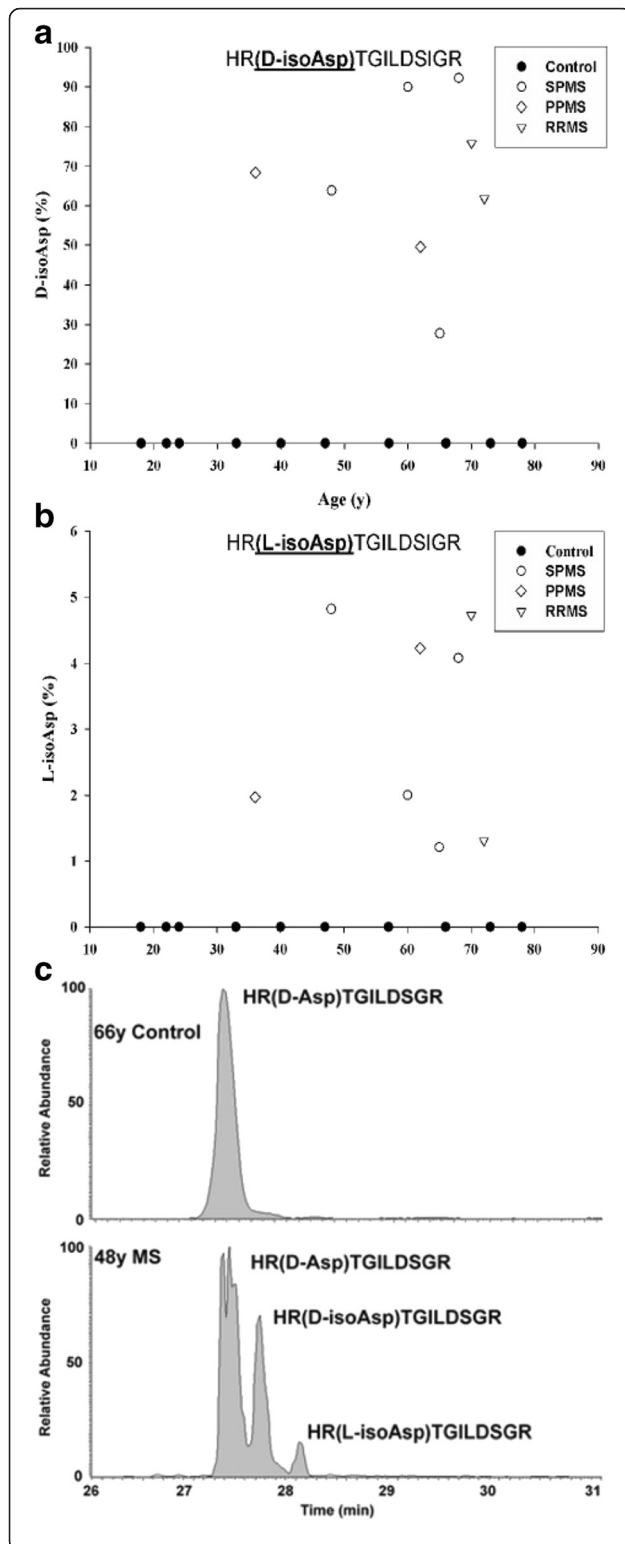 a
HR(D-isoAsp)TGILDSIGR
Control
SPMS
PPMS
RRMS
100
90
80
70
60
50
40
30
20
10
0
D-isoAsp (%)
10 20 30 40 50 60 70 80 90
Age (y)
b
HR(L-isoAsp)TGILDSIGR
Control
SPMS
PPMS
RRMS
6
5
4
3
2
1
0
L-isoAsp (%)
10 20 30 40 50 60 70 80 90
c
HR(D-Asp)TGILDSGR
66y Control
100
50
0
Relative Abundance
48y MS
HR(D-Asp)TGILDSGR
HR(D-isoAsp)TGILDSGR
HR(L-isoAsp)TGILDSGR
100
50
0
Relative Abundance
26 27 28 29 30 31
Time (min)